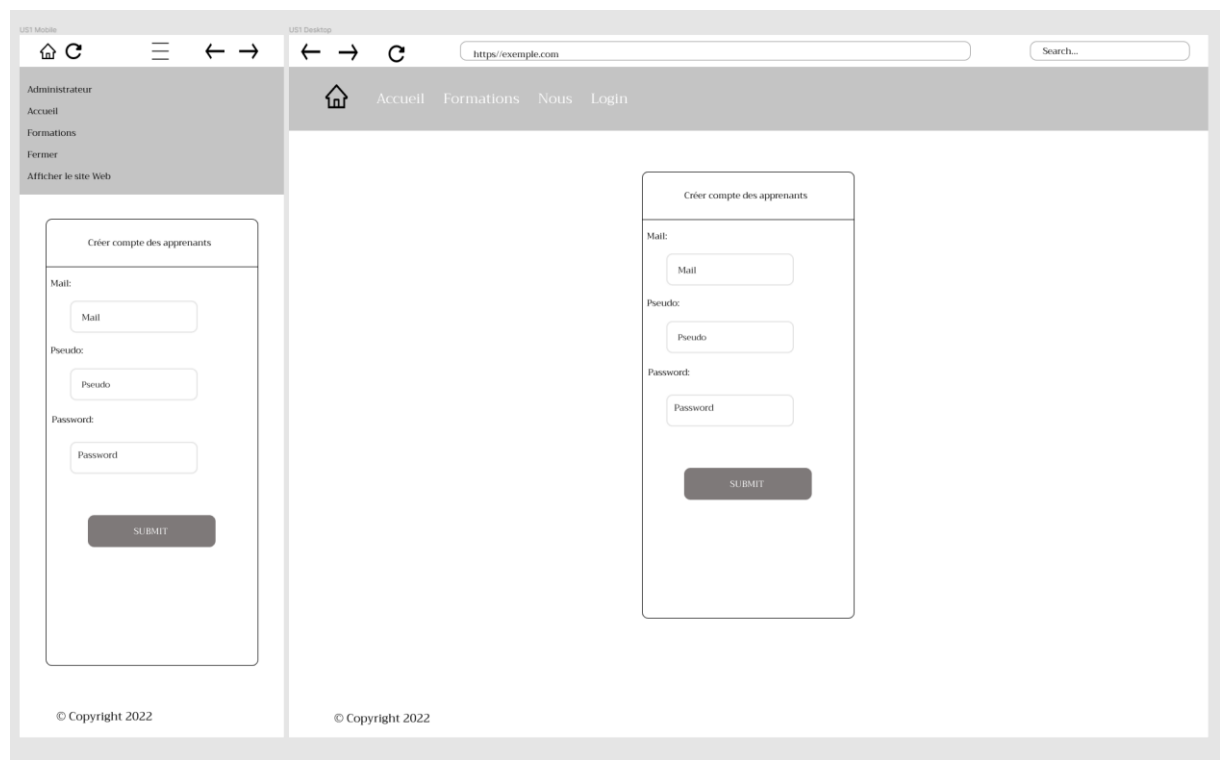 US1 Mobile
Administrateur
Accueil
Formations
Fermer
Afficher le site Web
Créer compte des apprenants
Mail:
Mail
Pseudo:
Pseudo
Password:
Password
SUBMIT
© Copyright 2022
US1 Desktop
https//exemple.com
Search...
Accueil Formations Nous Login
Créer compte des apprenants
Mail:
Mail
Pseudo:
Pseudo
Password:
Password
SUBMIT
© Copyright 2022